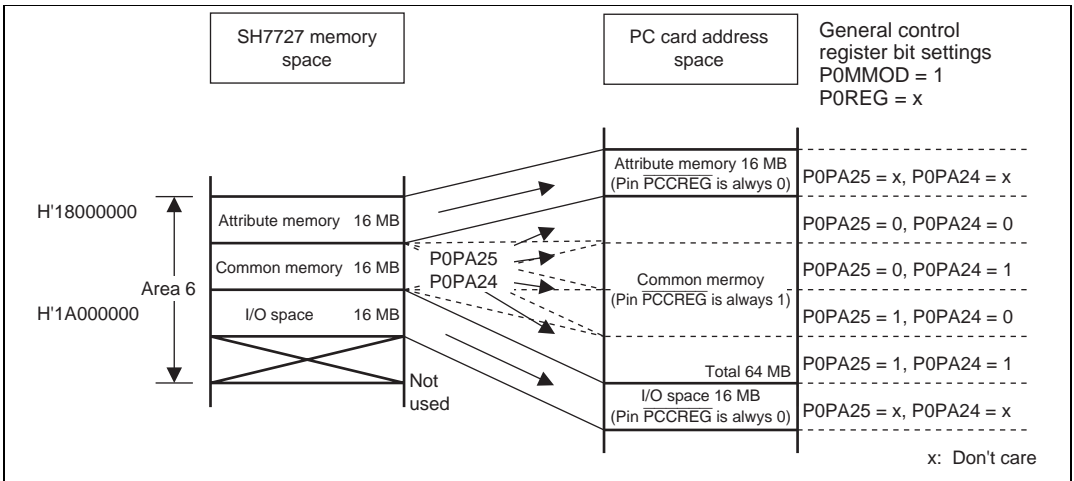 SH7727 memory
space
PC card address
space
General control
register bit settings
P0MMOD = 1
P0REG = x
H'18000000
Area 6
H'1A000000
Attribute memory 16 MB
Common memory 16 MB
I/O space 16 MB
Not
used
P0PA25
P0PA24
Attribute memory 16 MB
(Pin PCCREG is alwys 0)
Common mermoy
(Pin PCCREG is always 1)
Total 64 MB
I/O space 16 MB
(Pin PCCREG is alwys 0)
P0PA25 = x, P0PA24 = x
P0PA25 = 0, P0PA24 = 0
P0PA25 = 0, P0PA24 = 1
P0PA25 = 1, P0PA24 = 0
P0PA25 = 1, P0PA24 = 1
P0PA25 = x, P0PA24 = x
x: Don't care